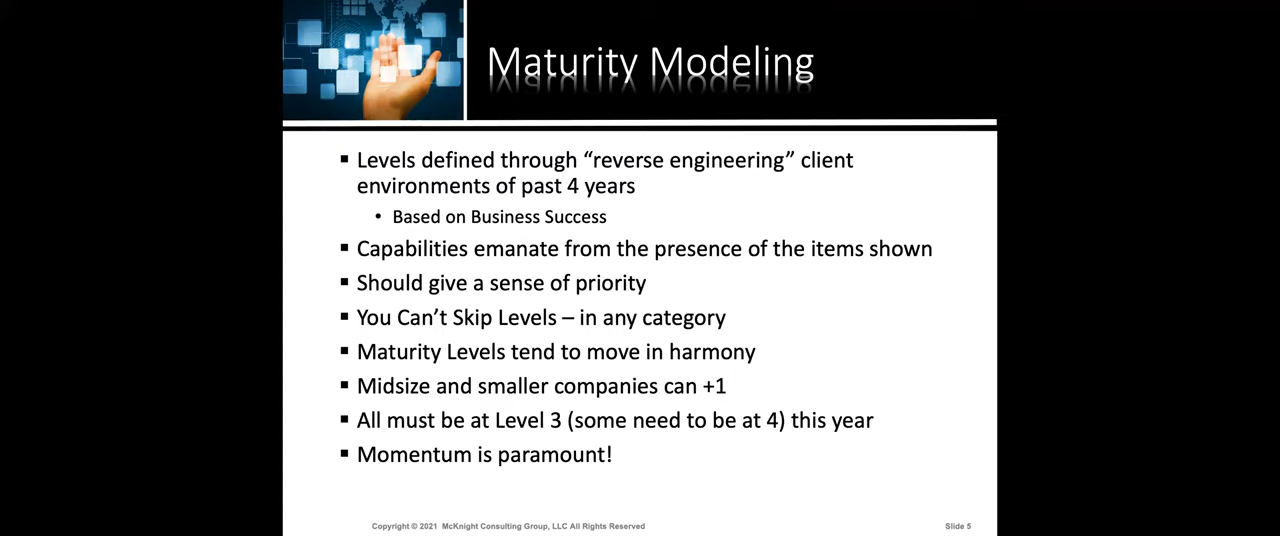 Maturity Modeling
▪ Levels defined through “reverse engineering” client
environments of past 4 years
• Based on Business Success
▪ Capabilities emanate from the presence of the items shown
▪ Should give a sense of priority
▪ You Can’t Skip Levels – in any category
▪ Maturity Levels tend to move in harmony
▪ Midsize and smaller companies can +1
▪ All must be at Level 3 (some need to be at 4) this year
▪ Momentum is paramount!
Copyright © 2021 McKnight Consulting Group, LLC All Rights Reserved
Slide 5